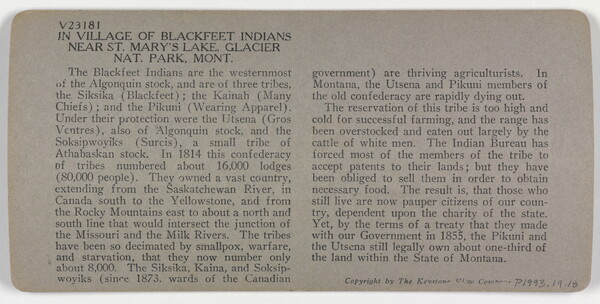 V23181
IN VILLAGE OF BLACKFEET INDIANS
NEAR ST. MARY'S LAKE, GLACIER
NAT. PARK, MONT.
The Blackfeet Indians are the westernmost
of the Algonquin stock, and are of three tribes,
the Siksika (Blackfeet); the Kainah (Many
Chiefs); and the Pikuni (Wearing Apparel).
Under their protection were the Utsena (Gros
Ventres), also of Algonquin stock, and the
Soksipwoyiks (Surcis), a small tribe of
Athabaskan stock. In 1814 this confederacy
of tribes numbered about 16,000 lodges
(80,000 people). They owned a vast country,
extending from the Saskatchewan River, in
Canada south to the Yellowstone, and from
the Rocky Mountains east to about a north and
south line that would intersect the junction of
the Missouri and the Milk Rivers. The tribes
have been so decimated by smallpox, warfare,
and starvation, that they now number only
about 8,000. The Siksika, Kaina, and Soksip-
woyiks (since 1873, wards of the Canadian
government) are thriving agriculturists. In
Montana, the Utsena and Pikuni members of
the old confederacy are rapidly dying out.
The reservation of this tribe is too high and
cold for successful farming, and the range has
been overstocked and eaten out largely by the
cattle of white men. The Indian Bureau has
forced most of the members of the tribe to
accept patents to their lands; but they have
been obliged to sell them in order to obtain
necessary food. The result is, that those who
still live are now pauper citizens of our coun-
try, dependent upon the charity of the state.
Yet, by the terms of a treaty that they made
with our Government in 1855, the Pikuni and
the Utsena still legally own about one-third of
the land within the State of Montana.
Copyright by The Keystone View Company P1993.19.18